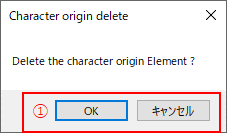 Character origin delete
Delete the character origin Element ?
① OK キャンセル